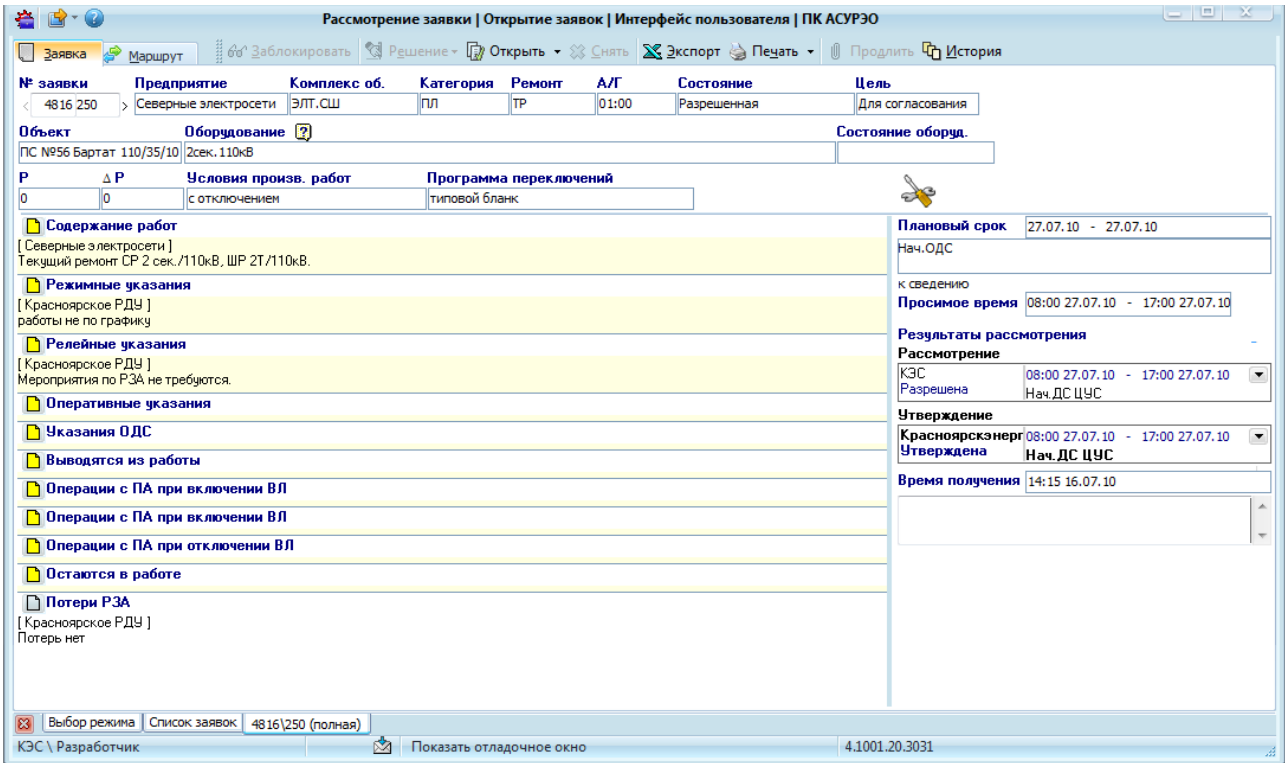 Рассмотрение заявки | Открытие заявок | Интерфейс пользователя | ПК АСУРЭО
Заявка Маршрут Заблокировать Решение Открыть Снять Экспорт Печать Продлить История
№ заявки Предприятие Комплекс об. Категория Ремонт А/Г Состояние Цель
< 4816 250 > Северные электросети ЭЛТ.СШ ПЛ ТР 01:00 Разрешенная Для согласования
Объект Оборудование ? Состояние оборуд.
ПС №56 Бартат 110/35/10 2сек.110кВ
P Δ P Условия произв. работ Программа переключений
0 0 с отключением типовой бланк
Содержание работ
[ Северные электросети ]
Текущий ремонт СР 2 сек./110кВ, ШР 2Т/110кВ.
Режимные указания
[ Красноярское РДУ ]
работы не по графику
Релейные указания
[ Красноярское РДУ ]
Мероприятия по РЗА не требуются.
Оперативные указания
Указания ОДС
Выводятся из работы
Операции с ПА при включении ВЛ
Операции с ПА при включении ВЛ
Операции с ПА при отключении ВЛ
Остаются в работе
Потери РЗА
[ Красноярское РДУ ]
Потерь нет
Плановый срок 27.07.10 - 27.07.10
Нач.ОДС
к сведению
Просимое время 08:00 27.07.10 - 17:00 27.07.10
Результаты рассмотрения
Рассмотрение
КЭС 08:00 27.07.10 - 17:00 27.07.10
Разрешена Нач.ДС ЦУС
Утверждение
Красноярскэнерг 08:00 27.07.10 - 17:00 27.07.10
Утверждена Нач.ДС ЦУС
Время получения 14:15 16.07.10
Выбор режима Список заявок 4816\250 (полная)
КЭС \ Разработчик Показать отладочное окно 4.1001.20.3031